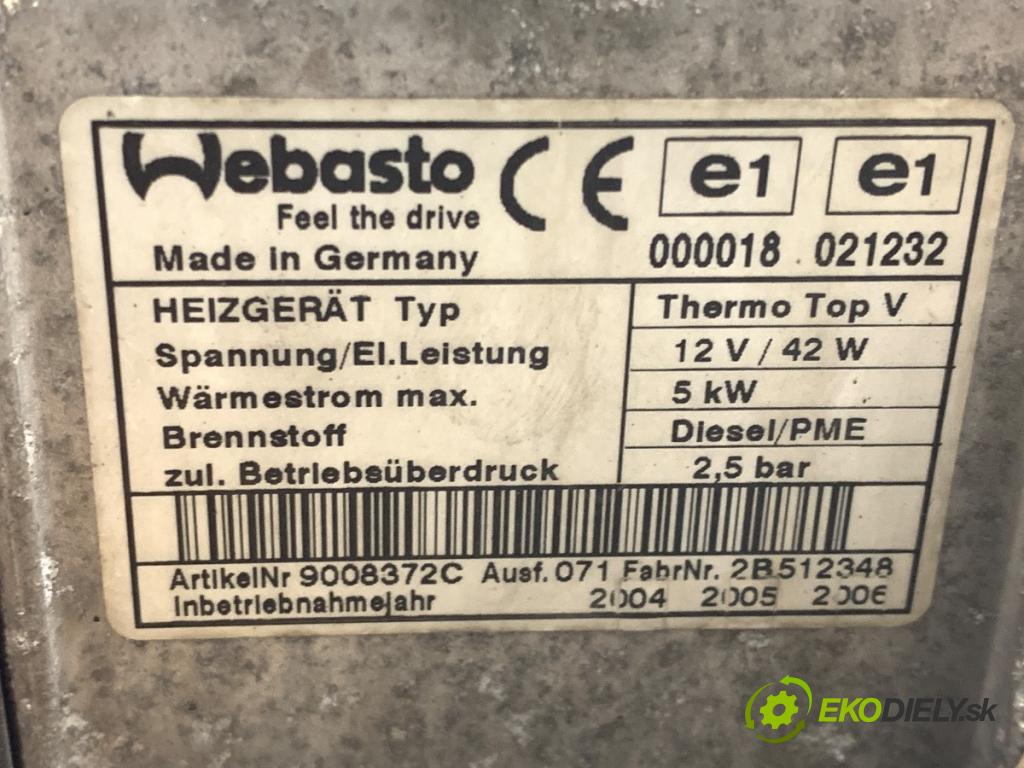 Webasto CE e1 e1
Feel the drive
Made in Germany 000018 021232
HEIZGERÄT Typ Thermo Top V
Spannung/El.Leistung 12 V / 42 W
Wärmestrom max. 5 kW
Brennstoff Diesel/PME
zul. Betriebsüberdruck 2,5 bar
ArtikelNr 9008372C Ausf. 071 FabrNr. 2B512348
Inbetriebnahmejahr 2004 2005 2006
EKODIELY.sk